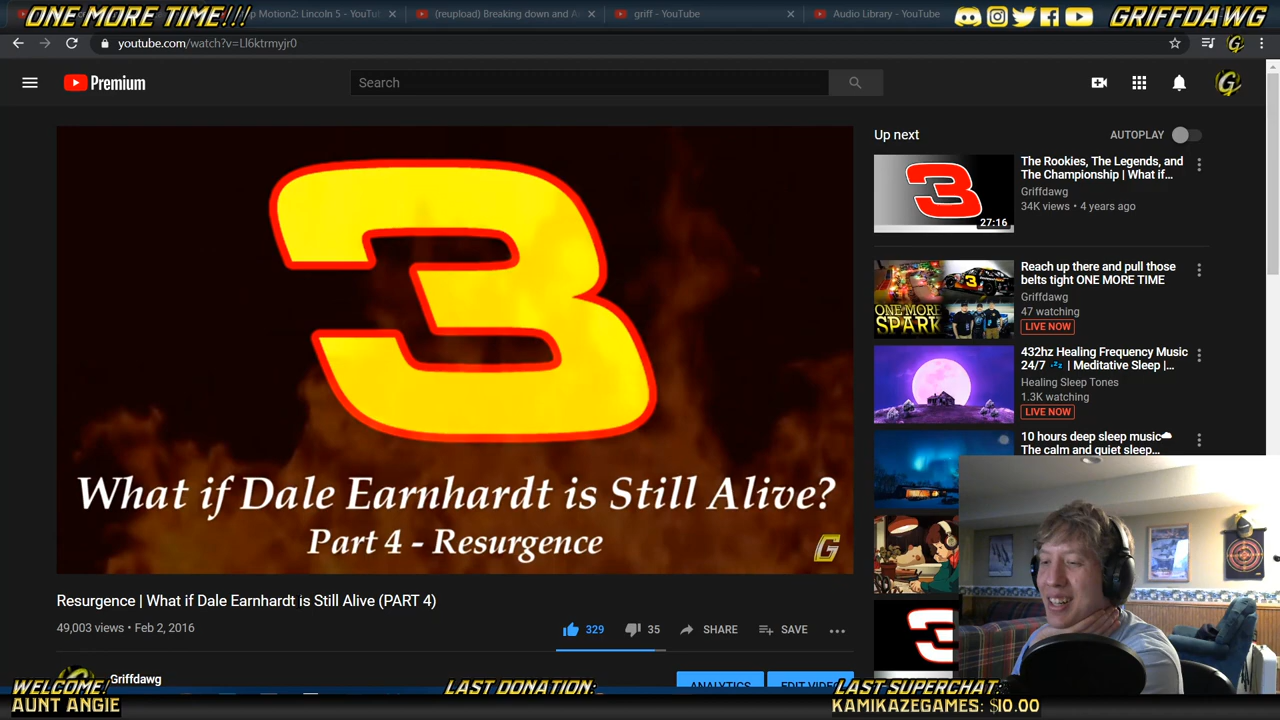 ONE MORE TIME!!!
Motion2: Lincoln 5 - YouTu
(reupload) Breaking down and A
griff - YouTube
Audio Library - YouTube
GRIFFDAWG
youtube.com/watch?v=Ll6ktrmyjr0
Premium
Search
Up next
AUTOPLAY
3
What if Dale Earnhardt is Still Alive?
Part 4 - Resurgence
G
3
27:16
The Rookies, The Legends, and
The Championship | What if...
Griffdawg
34K views • 4 years ago
ONE MORE
SPARK
Reach up there and pull those
belts tight ONE MORE TIME
Griffdawg
47 watching
LIVE NOW
432hz Healing Frequency Music
24/7 💤 | Meditative Sleep |...
Healing Sleep Tones
1.3K watching
LIVE NOW
10 hours deep sleep music☁
The calm and quiet sleep...
Resurgence | What if Dale Earnhardt is Still Alive (PART 4)
49,003 views • Feb 2, 2016
329
35
SHARE
SAVE
Griffdawg
ANALYTICS
EDIT VIDEO
WELCOME!
AUNT ANGIE
LAST DONATION:
LAST SUPERCHAT:
KAMIKAZEGAMES: $10.00